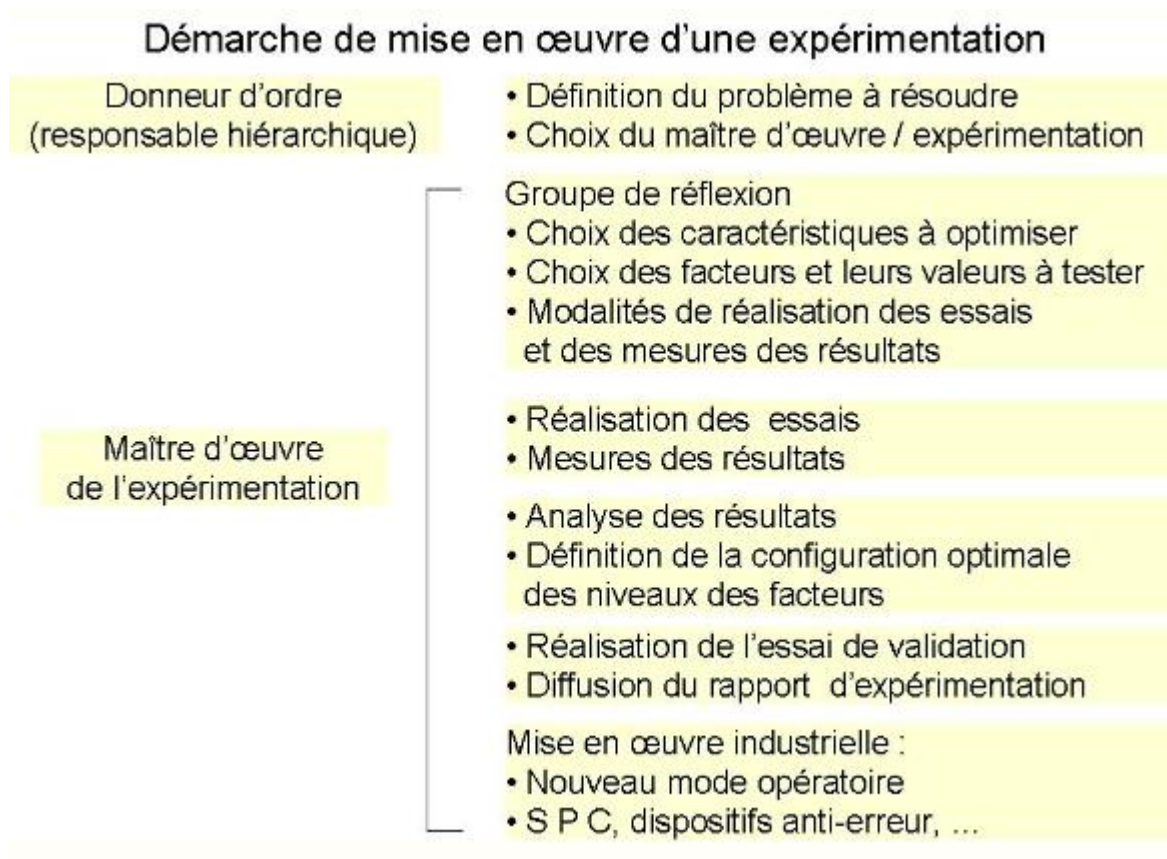 Démarche de mise en œuvre d'une expérimentation
Donneur d'ordre
(responsable hiérarchique)
• Définition du problème à résoudre
• Choix du maître d'œuvre / expérimentation
Groupe de réflexion
• Choix des caractéristiques à optimiser
• Choix des facteurs et leurs valeurs à tester
• Modalités de réalisation des essais
et des mesures des résultats
Maître d'œuvre
de l'expérimentation
• Réalisation des essais
• Mesures des résultats
• Analyse des résultats
• Définition de la configuration optimale
des niveaux des facteurs
• Réalisation de l'essai de validation
• Diffusion du rapport d'expérimentation
Mise en œuvre industrielle :
• Nouveau mode opératoire
• S P C, dispositifs anti-erreur, ...